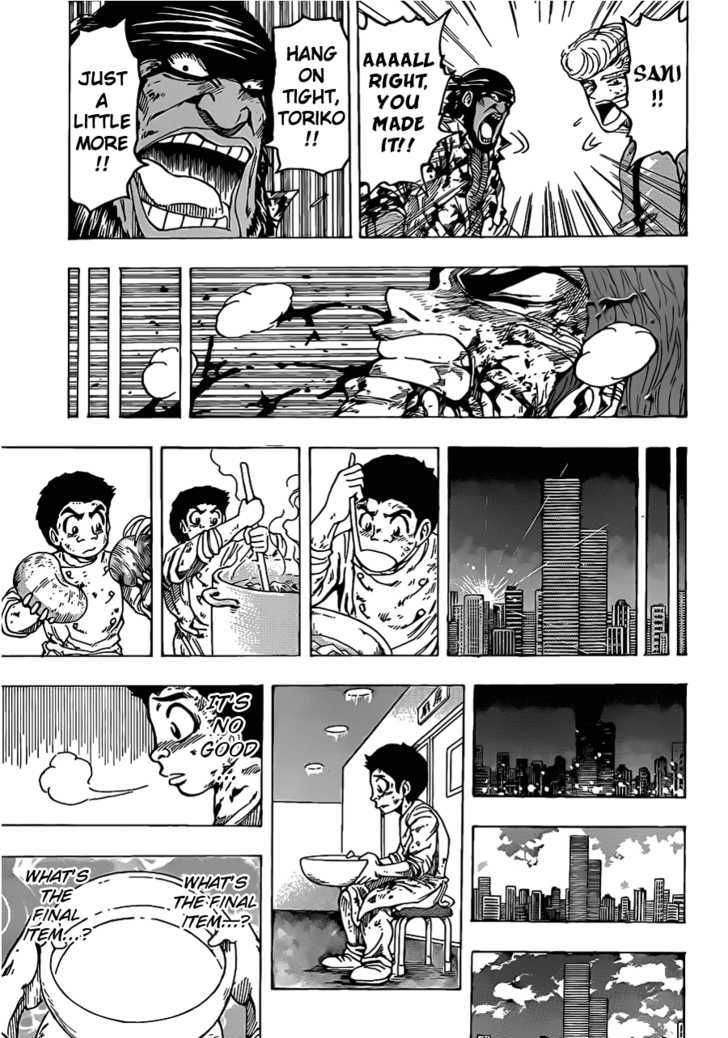 SANI
!!
AAAALL
RIGHT,
YOU
MADE
IT!!
HANG
ON
TIGHT,
TORIKO
!!
JUST
A
LITTLE
MORE
!!
IT'S
NO
GOOD
WHAT'S
THE FINAL
ITEM...?
WHAT'S
THE
FINAL
ITEM...?